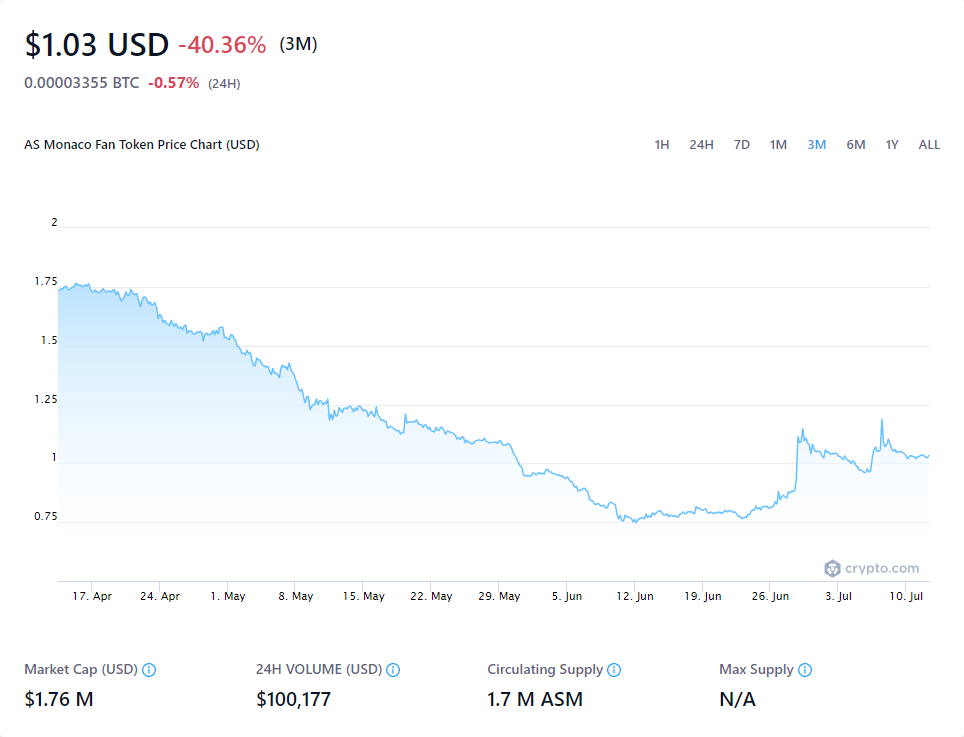 $1.03 USD -40.36% (3M)
0.00003355 BTC -0.57% (24H)
AS Monaco Fan Token Price Chart (USD) 1H 24H 7D 1M 3M 6M 1Y ALL
2
1.75
1.5
1.25
1
0.75
crypto.com
17. Apr 24. Apr 1. May 8. May 15. May 22. May 29. May 5. Jun 12. Jun 19. Jun 26. Jun 3. Jul 10. Jul
Market Cap (USD) 24H VOLUME (USD) Circulating Supply Max Supply
$1.76 M $100,177 1.7 M ASM N/A